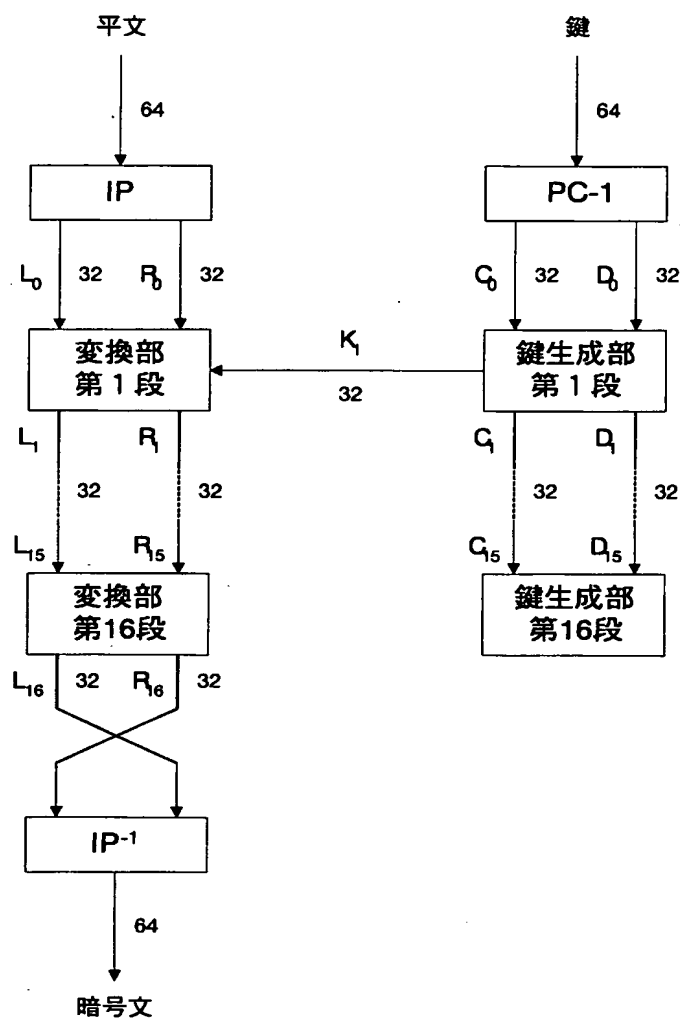 平文 鍵
64 64
IP PC-1
L₀ 32 R₀ 32 C₀ 32 D₀ 32
変換部
第1段
K₁
32
鍵生成部
第1段
L₁ R₁ C₁ D₁
32 32 32 32
L₁₅ R₁₅ C₁₅ D₁₅
変換部
第16段
鍵生成部
第16段
L₁₆ 32 R₁₆ 32
IP⁻¹
64
暗号文